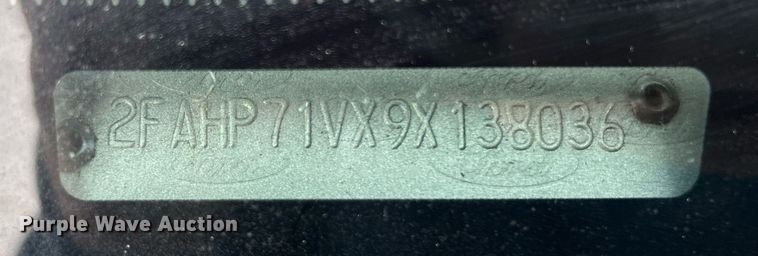 2FAHP71VX9X138036
Purple Wave Auction